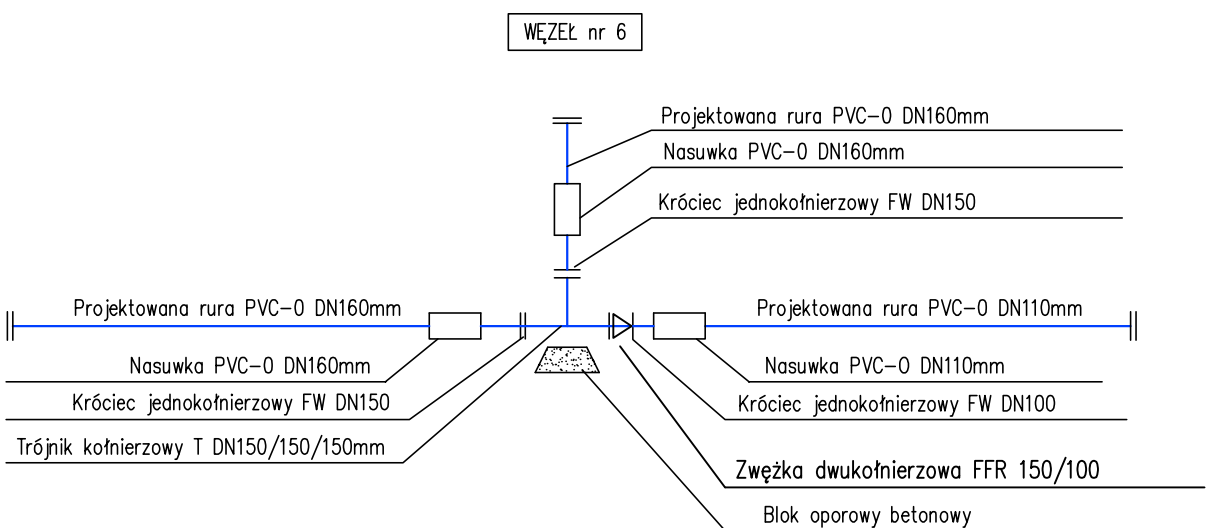 WĘZEŁ nr 6
Projektowana rura PVC-O DN160mm
Nasuwka PVC-O DN160mm
Króciec jednokołnierzowy FW DN150
Projektowana rura PVC-O DN160mm
Projektowana rura PVC-O DN110mm
Nasuwka PVC-O DN160mm
Nasuwka PVC-O DN110mm
Króciec jednokołnierzowy FW DN150
Króciec jednokołnierzowy FW DN100
Trójnik kołnierzowy T DN150/150/150mm
Zwężka dwukołnierzowa FFR 150/100
Blok oporowy betonowy